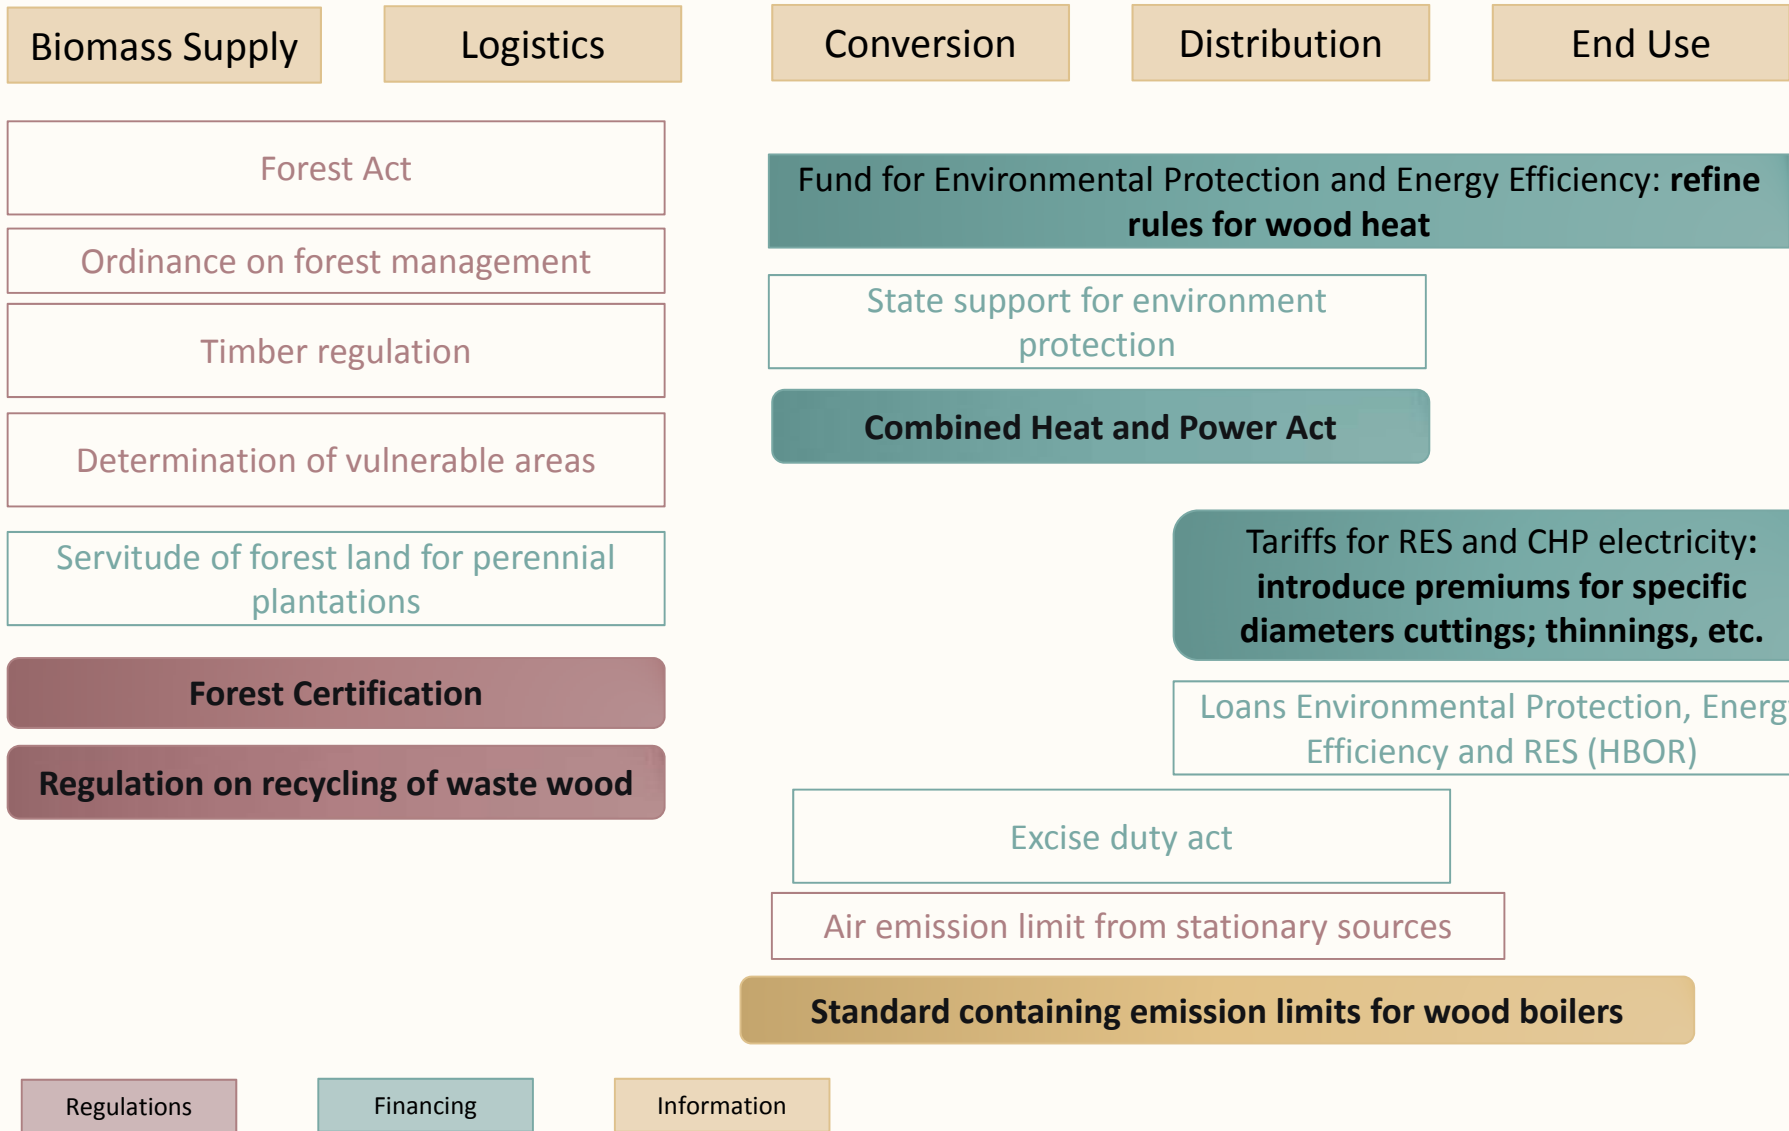 Biomass Supply
Logistics
Conversion
Distribution
End Use
Forest Act
Ordinance on forest management
Timber regulation
Determination of vulnerable areas
Servitude of forest land for perennial
plantations
Forest Certification
Regulation on recycling of waste wood
Fund for Environmental Protection and Energy Efficiency: refine
rules for wood heat
State support for environment
protection
Combined Heat and Power Act
Tariffs for RES and CHP electricity:
introduce premiums for specific
diameters cuttings; thinnings, etc.
Loans Environmental Protection, Energy
Efficiency and RES (HBOR)
Excise duty act
Air emission limit from stationary sources
Standard containing emission limits for wood boilers
Regulations
Financing
Information